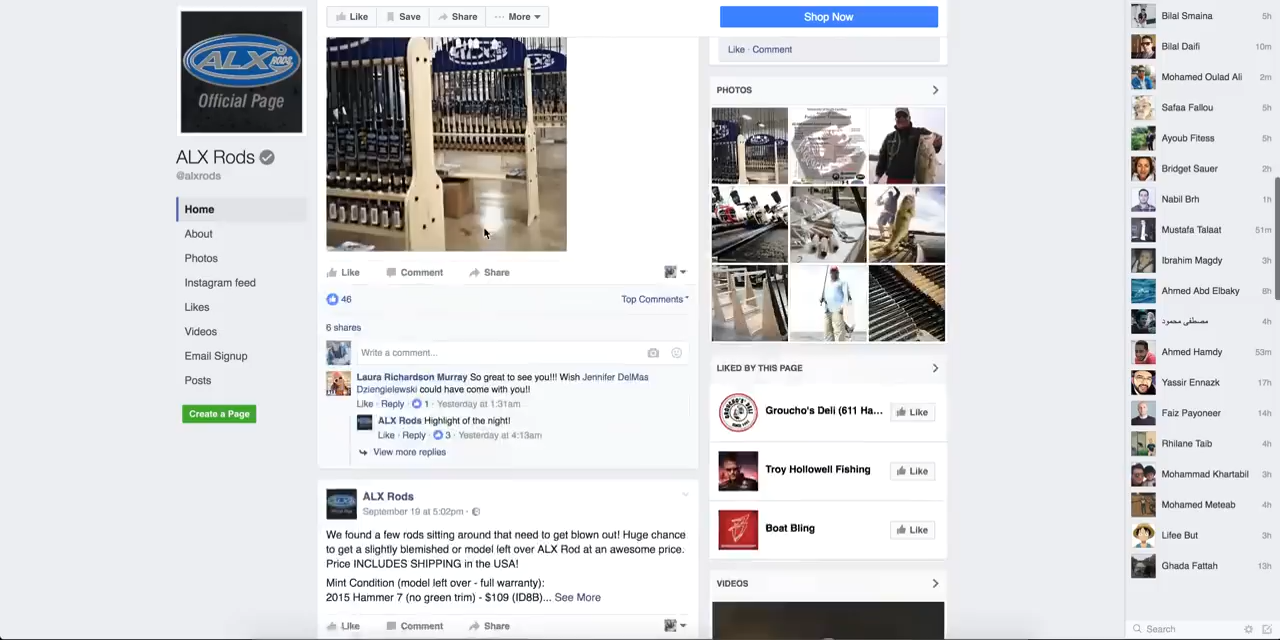 Like
Save
Share
More
Shop Now
ALX RODS
Official Page
ALX Rods
@alxrods
Home
About
Photos
Instagram feed
Likes
Videos
Email Signup
Posts
Create a Page
Like Comment Share
46
Top Comments
6 shares
Write a comment...
Laura Richardson Murray So great to see you!!! Wish Jennifer DelMas
Dziengielewski could have come with you!!
Like · Reply · 1 · Yesterday at 1:31am
ALX Rods Highlight of the night!
Like · Reply · 3 · Yesterday at 4:13am
View more replies
ALX Rods
September 19 at 5:02pm ·
We found a few rods sitting around that need to get blown out! Huge chance
to get a slightly blemished or model left over ALX Rod at an awesome price.
Price INCLUDES SHIPPING in the USA!
Mint Condition (model left over - full warranty):
2015 Hammer 7 (no green trim) - $109 (ID8B)... See More
Like Comment Share
Like · Comment
PHOTOS
LIKED BY THIS PAGE
Groucho's Deli (611 Ha...
Like
Troy Hollowell Fishing
Like
Boat Bling
Like
VIDEOS
Bilal Smaina 5h
Bilal Daifi 10m
Mohamed Oulad Ali 2m
Safaa Fallou 5h
Ayoub Fitess 5h
Bridget Sauer 2h
Nabil Brh 1h
Mustafa Talaat 51m
Ibrahim Magdy 3h
Ahmed Abd Elbaky 8h
مصطفى محمود 4h
Ahmed Hamdy 53m
Yassir Ennazk 17h
Faiz Payoneer 14h
Rhilane Taib 4h
Mohammad Khartabil 3h
Mohamed Meteab 4h
Lifee But 3h
Ghada Fattah 13h
Search